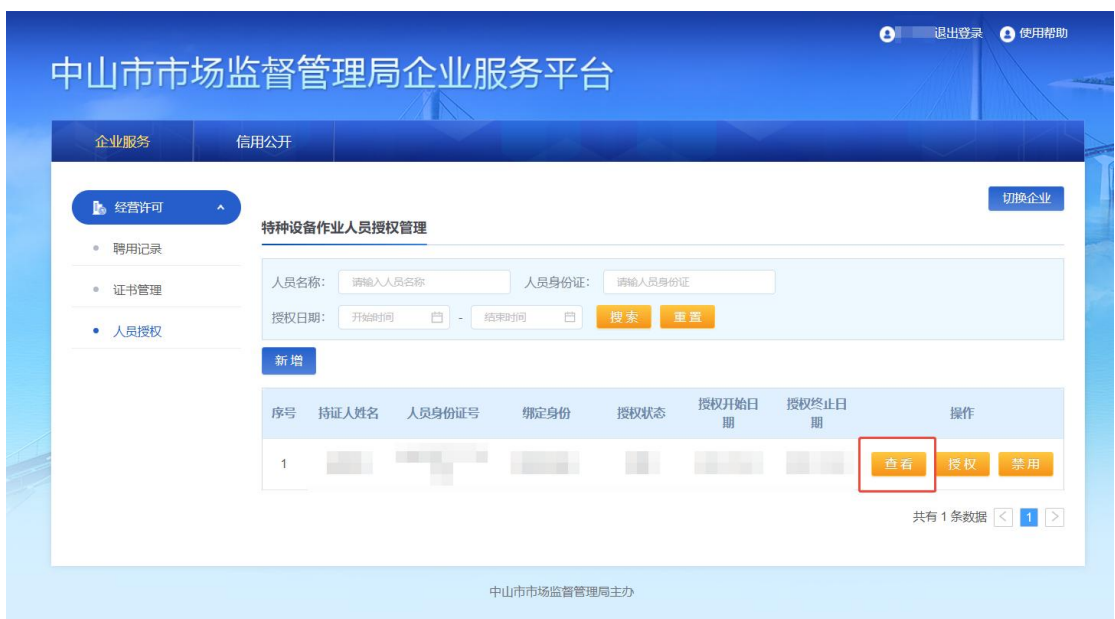 退出登录 使用帮助
中山市市场监督管理局企业服务平台
企业服务 信用公开
切换企业
经营许可
聘用记录
证书管理
人员授权
特种设备作业人员授权管理
人员名称: 请输入人员名称 人员身份证: 请输人员身份证
授权日期: 开始时间 - 结束时间 搜索 重置
新增
序号 持证人姓名 人员身份证号 绑定身份 授权状态 授权开始日期 授权终止日期 操作
1 查看 授权 禁用
共有 1 条数据 < 1 >
中山市市场监督管理局主办